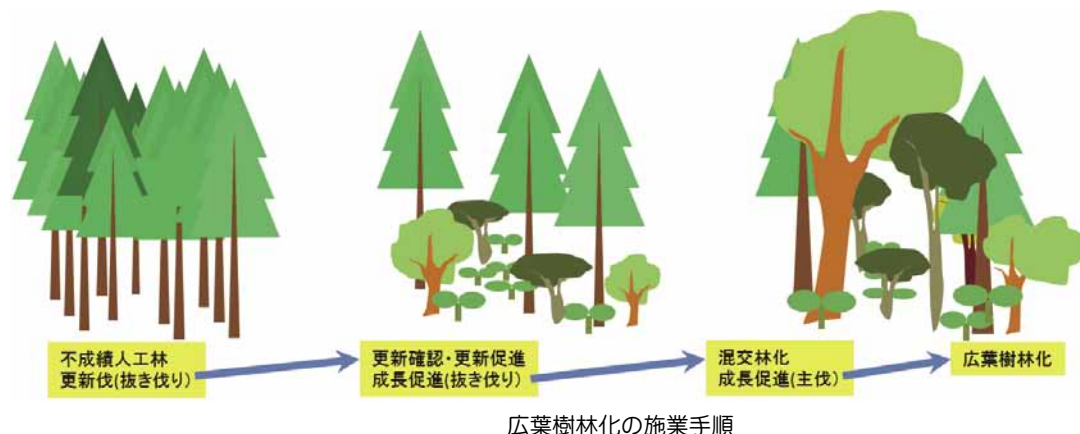 不成績人工林
更新伐(抜き伐り)
更新確認・更新促進
成長促進(抜き伐り)
混交林化
成長促進(主伐)
広葉樹林化
広葉樹林化の施業手順